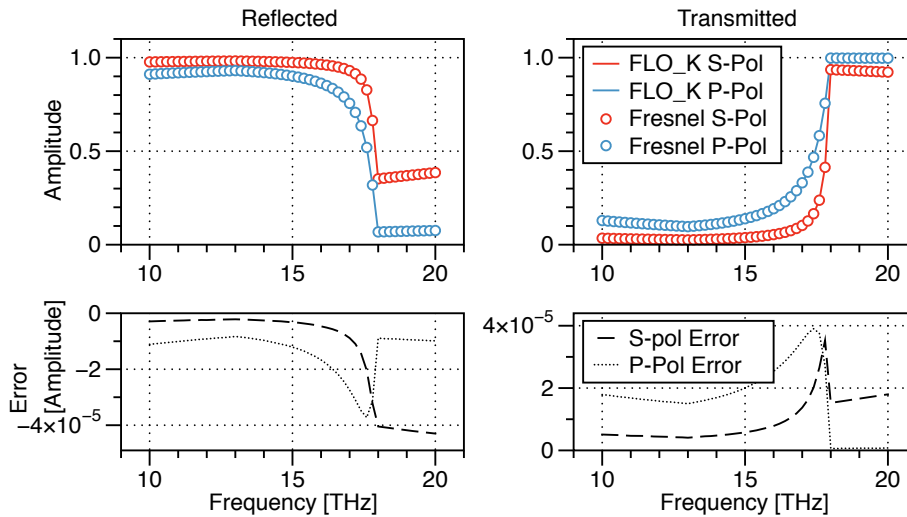 Reflected
Transmitted
Amplitude
1.0
0.5
0
10
15
20
1.0
0.5
0
10
15
20
FLO_K S-Pol
FLO_K P-Pol
Fresnel S-Pol
Fresnel P-Pol
Error
[Amplitude]
0
−2
−4×10⁻⁵
10
15
20
Frequency [THz]
4×10⁻⁵
2
0
10
15
20
Frequency [THz]
S-pol Error
P-Pol Error